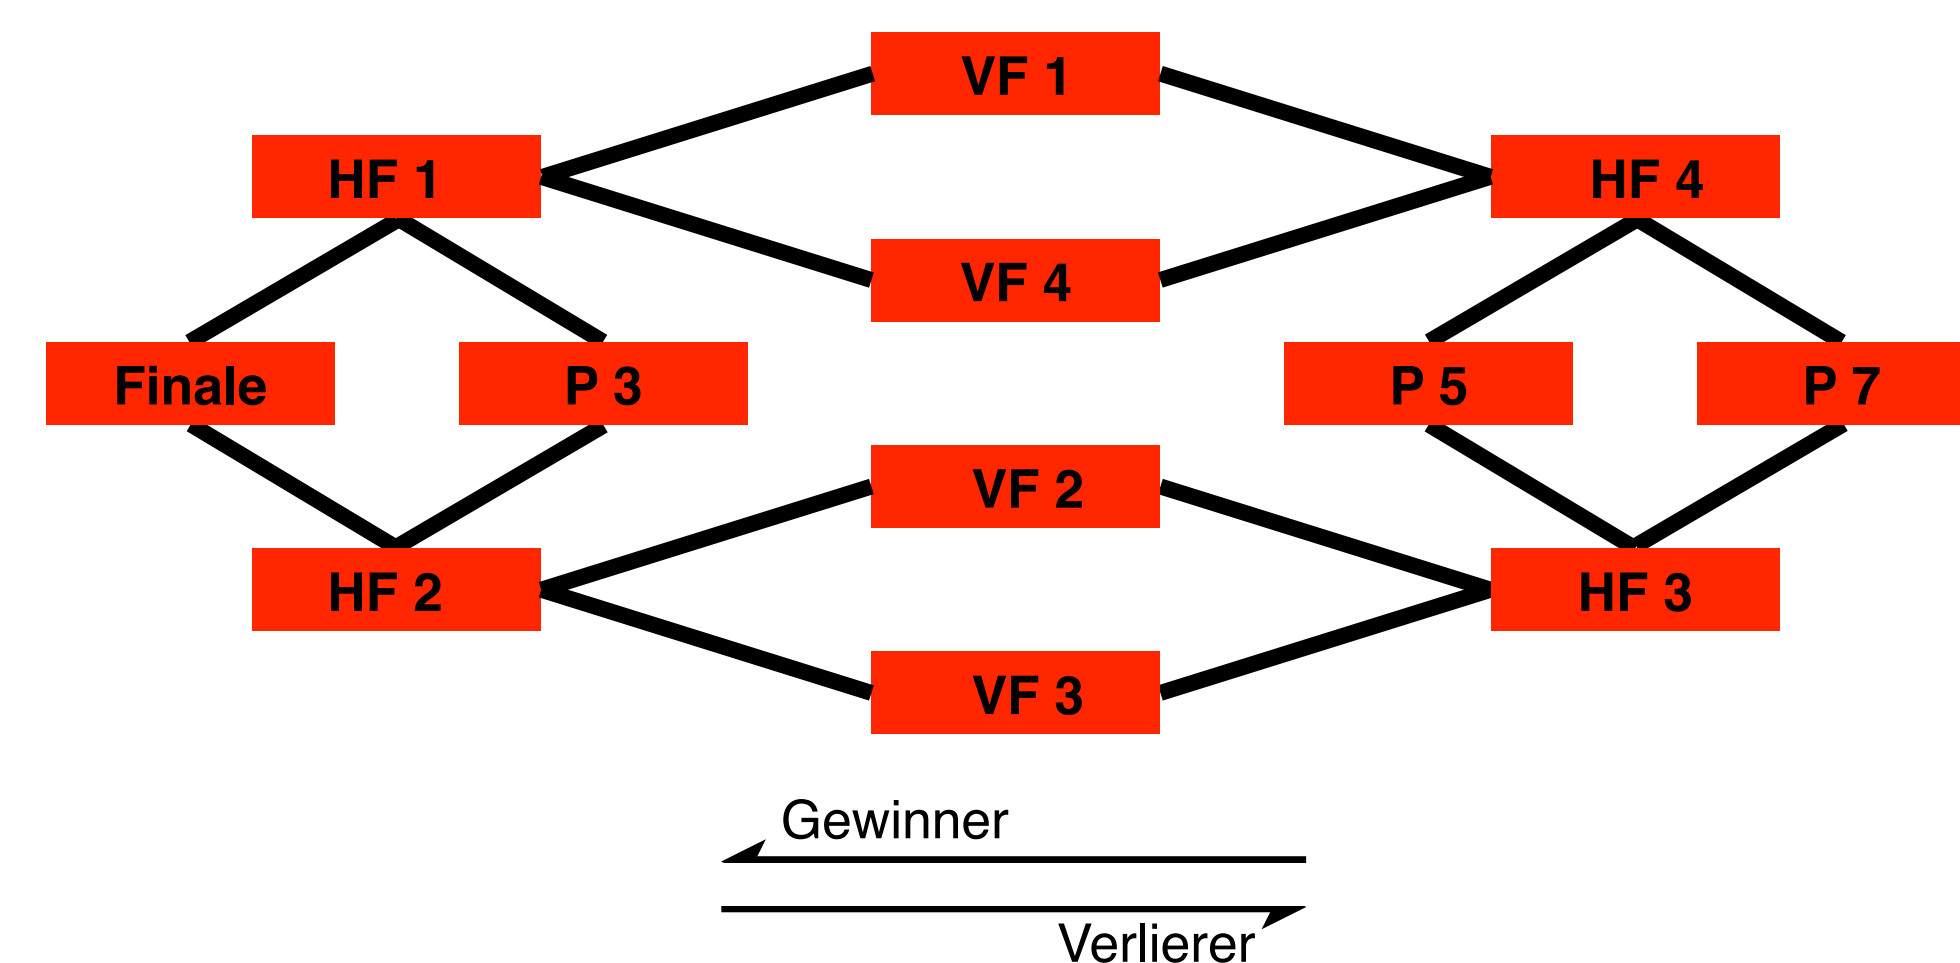 VF 1
HF 1
HF 4
VF 4
Finale
P 3
P 5
P 7
VF 2
HF 2
HF 3
VF 3
Gewinner
Verlierer